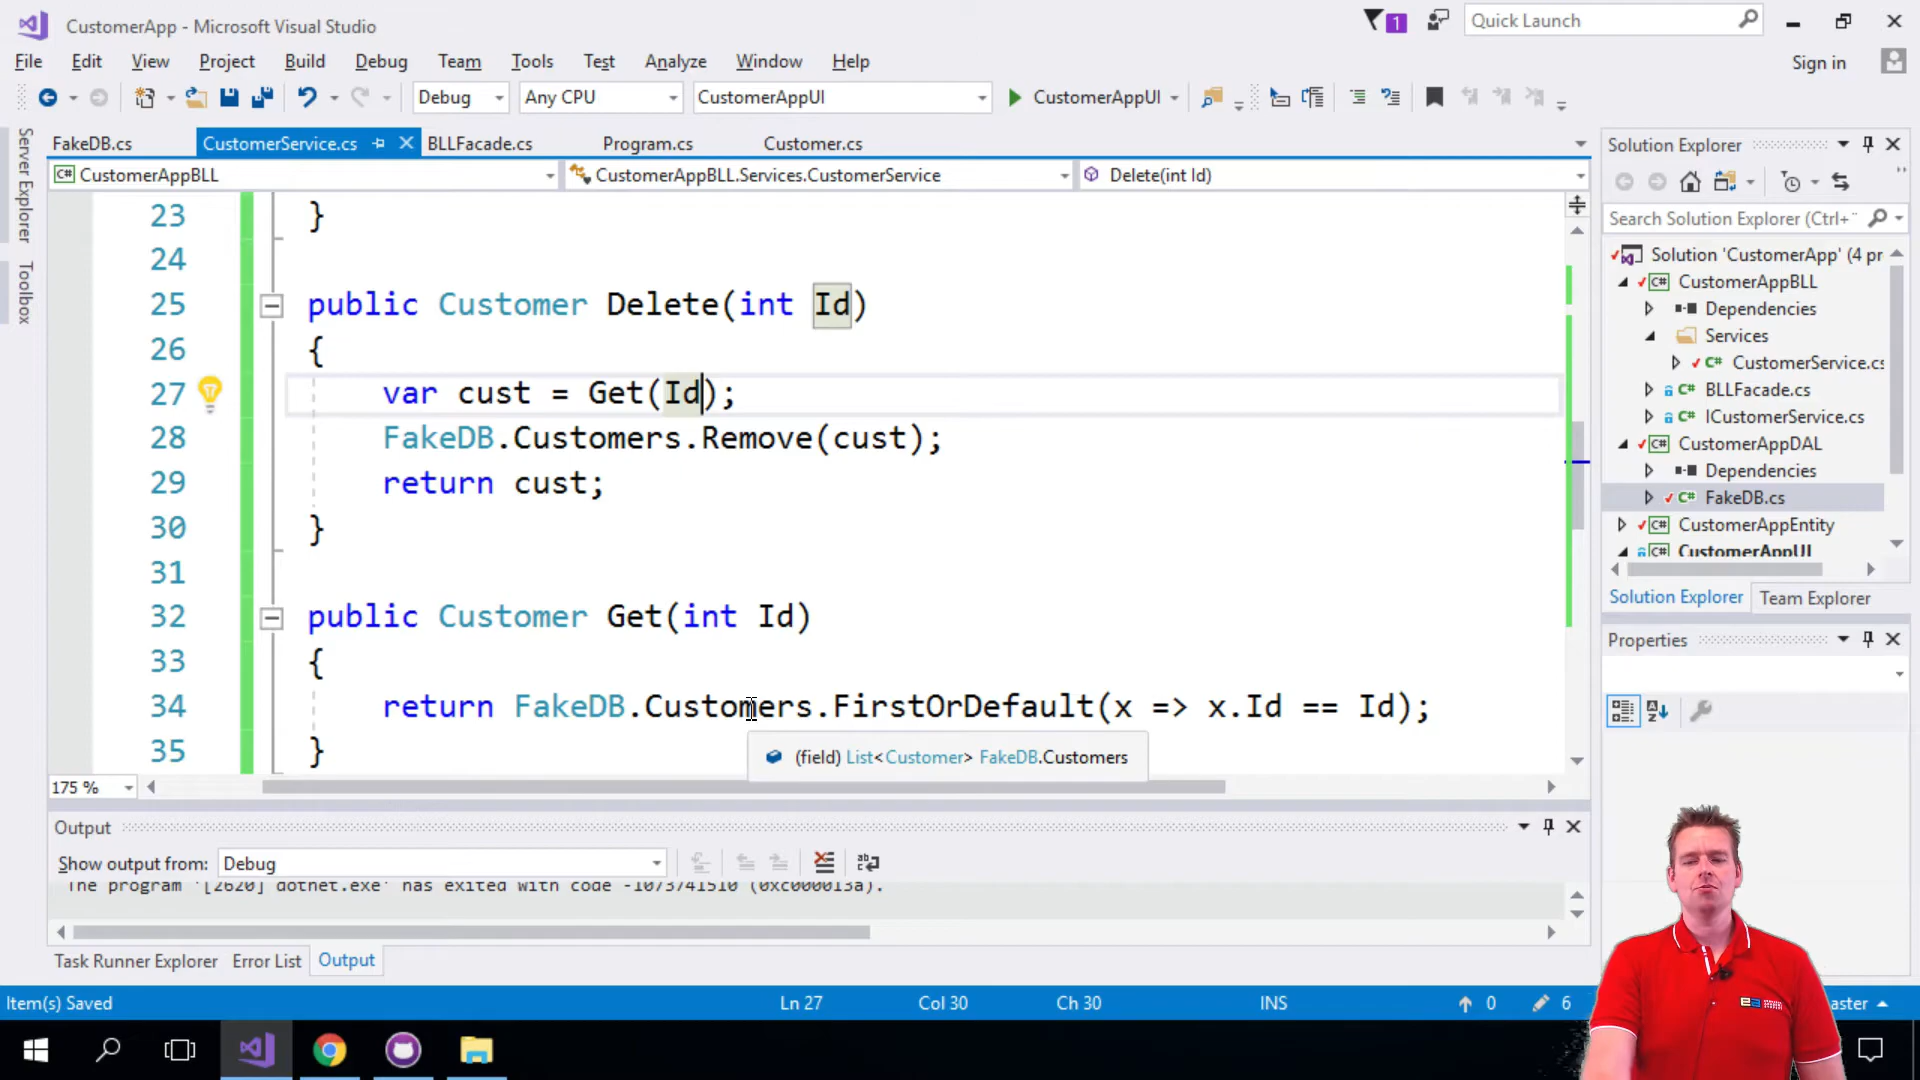 CustomerApp - Microsoft Visual Studio
1
Quick Launch
File Edit View Project Build Debug Team Tools Test Analyze Window Help
Sign in
Debug
Any CPU
CustomerAppUI
CustomerAppUI
Server Explorer
Toolbox
FakeDB.cs
CustomerService.cs
BLLFacade.cs
Program.cs
Customer.cs
CustomerAppBLL
CustomerAppBLL.Services.CustomerService
Delete(int Id)
23 }
24
25 public Customer Delete(int Id)
26 {
27 var cust = Get(Id);
28 FakeDB.Customers.Remove(cust);
29 return cust;
30 }
31
32 public Customer Get(int Id)
33 {
34 return FakeDB.Customers.FirstOrDefault(x => x.Id == Id);
35 }
(field) List<Customer> FakeDB.Customers
175 %
Output
Show output from: Debug
The program '[2620] dotnet.exe' has exited with code -1073741510 (0xc000013a).
Task Runner Explorer Error List Output
Solution Explorer
Search Solution Explorer (Ctrl+
Solution 'CustomerApp' (4 pr
CustomerAppBLL
Dependencies
Services
CustomerService.cs
BLLFacade.cs
ICustomerService.cs
CustomerAppDAL
Dependencies
FakeDB.cs
CustomerAppEntity
CustomerAppUI
Solution Explorer Team Explorer
Properties
Item(s) Saved
Ln 27
Col 30
Ch 30
INS
0
6
aster